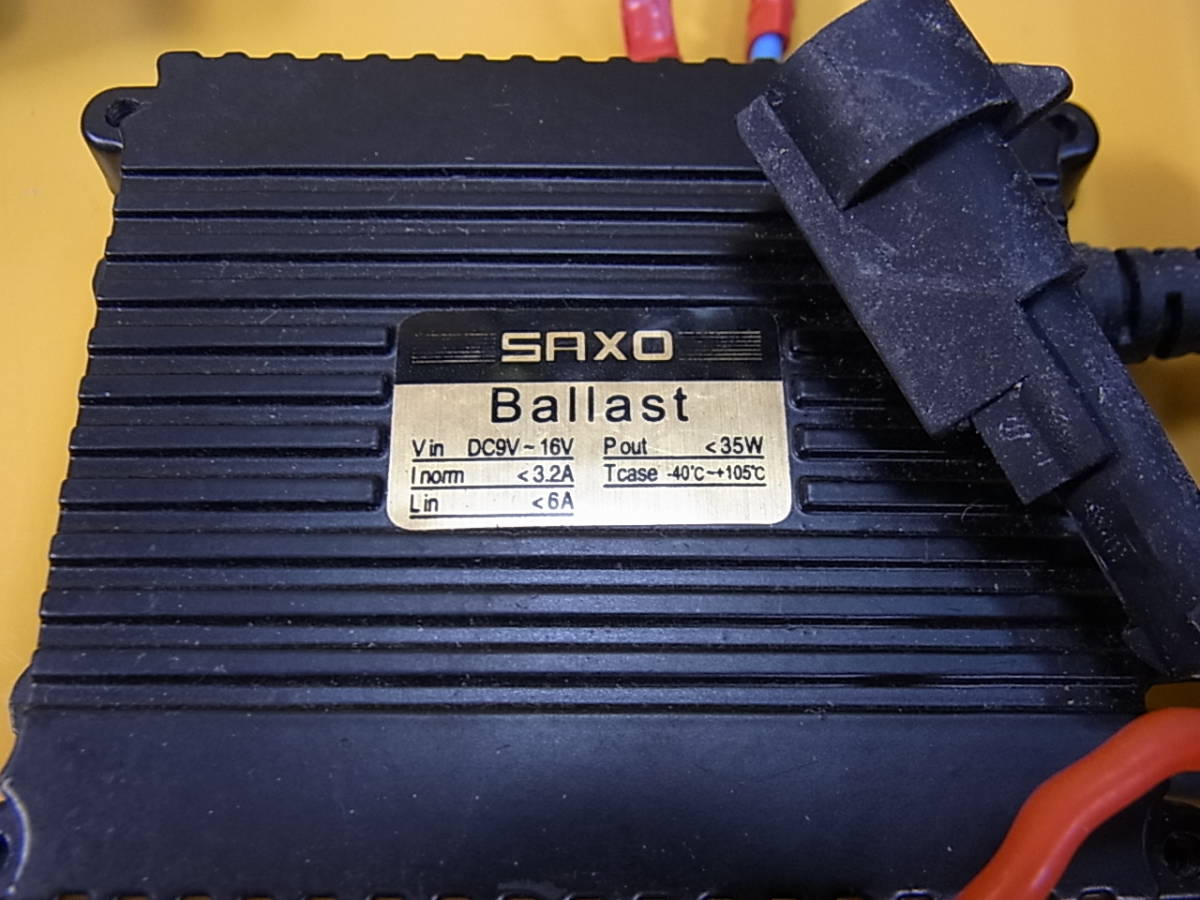 SAXO
Ballast
Vin DC9V~16V Pout <35W
Inorm <3.2A Tcase -40℃~+105℃
Lin <6A